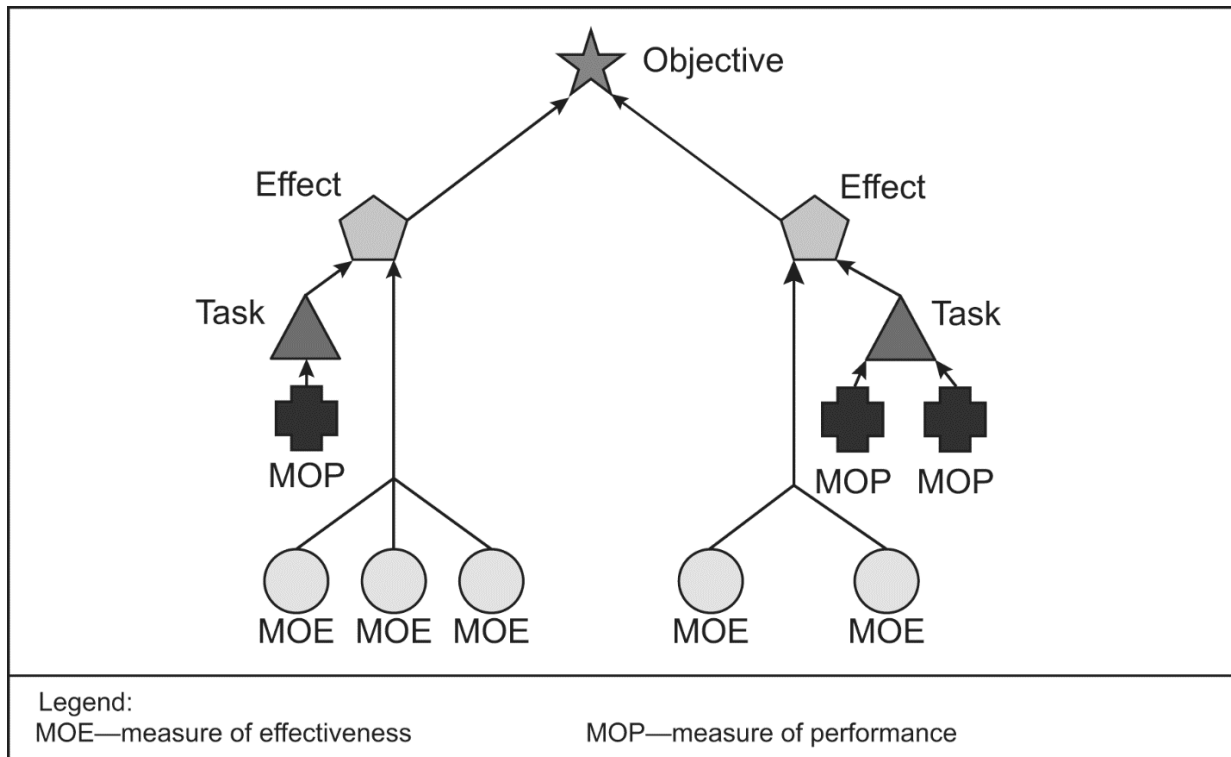 Objective
Effect
Effect
Task
Task
MOP
MOP
MOP
MOE
MOE
MOE
MOE
MOE
Legend:
MOE—measure of effectiveness
MOP—measure of performance